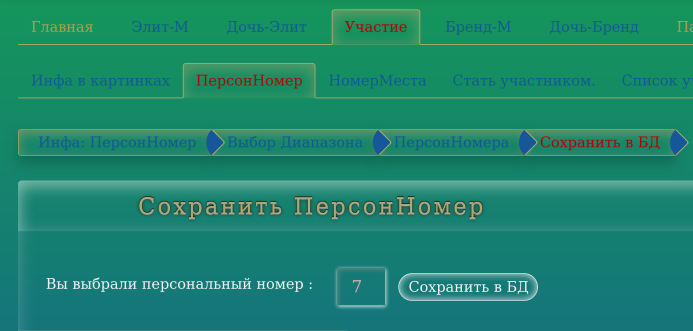 Главная Элит-М Дочь-Элит Участие Бренд-М Дочь-Бренд
Инфа в картинках ПерсонНомер НомерМеста Стать участником. Список
Инфа: ПерсонНомер Выбор Диапазона ПерсонНомера Сохранить в БД
Сохранить ПерсонНомер
Вы выбрали персональный номер : 7 Сохранить в БД